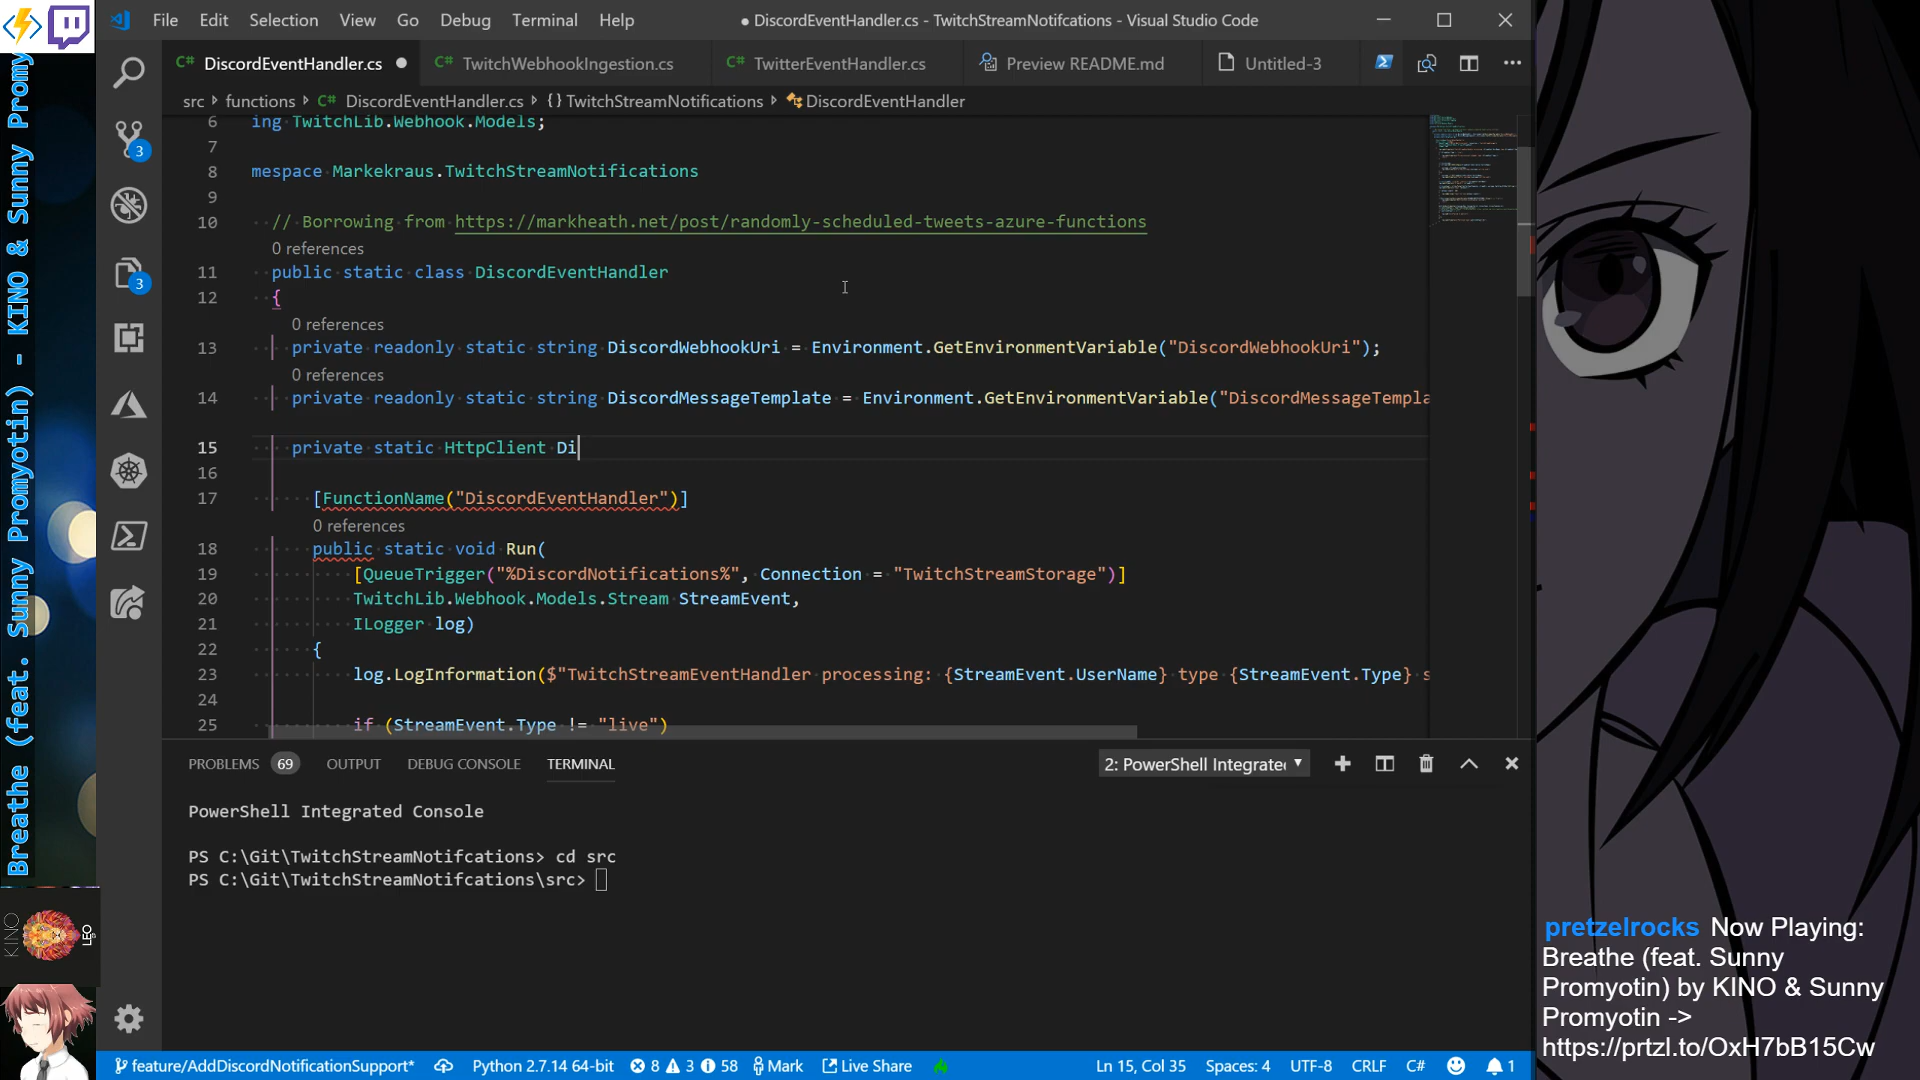 File Edit Selection View Go Debug Terminal Help
● DiscordEventHandler.cs - TwitchStreamNotifcations - Visual Studio Code
C# DiscordEventHandler.cs ●
C# TwitchWebhookIngestion.cs
C# TwitterEventHandler.cs
Preview README.md
Untitled-3
src › functions › C# DiscordEventHandler.cs › {} TwitchStreamNotifications › DiscordEventHandler
6 ing TwitchLib.Webhook.Models;
7
8 mespace Markekraus.TwitchStreamNotifications
9
10 // Borrowing from https://markheath.net/post/randomly-scheduled-tweets-azure-functions
0 references
11 public static class DiscordEventHandler
12 {
0 references
13 private readonly static string DiscordWebhookUri = Environment.GetEnvironmentVariable("DiscordWebhookUri");
0 references
14 private readonly static string DiscordMessageTemplate = Environment.GetEnvironmentVariable("DiscordMessageTempla
15 private static HttpClient Di
16
17 [FunctionName("DiscordEventHandler")]
0 references
18 public static void Run(
19 [QueueTrigger("%DiscordNotifications%", Connection = "TwitchStreamStorage")]
20 TwitchLib.Webhook.Models.Stream StreamEvent,
21 ILogger log)
22 {
23 log.LogInformation($"TwitchStreamEventHandler processing: {StreamEvent.UserName} type {StreamEvent.Type} s
24
25 if (StreamEvent.Type != "live")
PROBLEMS 69 OUTPUT DEBUG CONSOLE TERMINAL
2: PowerShell Integrate
PowerShell Integrated Console
PS C:\Git\TwitchStreamNotifcations> cd src
PS C:\Git\TwitchStreamNotifcations\src>
feature/AddDiscordNotificationSupport* Python 2.7.14 64-bit 8 3 58 Mark Live Share
Ln 15, Col 35 Spaces: 4 UTF-8 CRLF C# 1
3
3
Breathe (feat. Sunny Promyotin) - KINO & Sunny Promy
KINO
LEO
pretzelrocks Now Playing:
Breathe (feat. Sunny
Promyotin) by KINO & Sunny
Promyotin ->
https://prtzl.to/OxH7bB15Cw